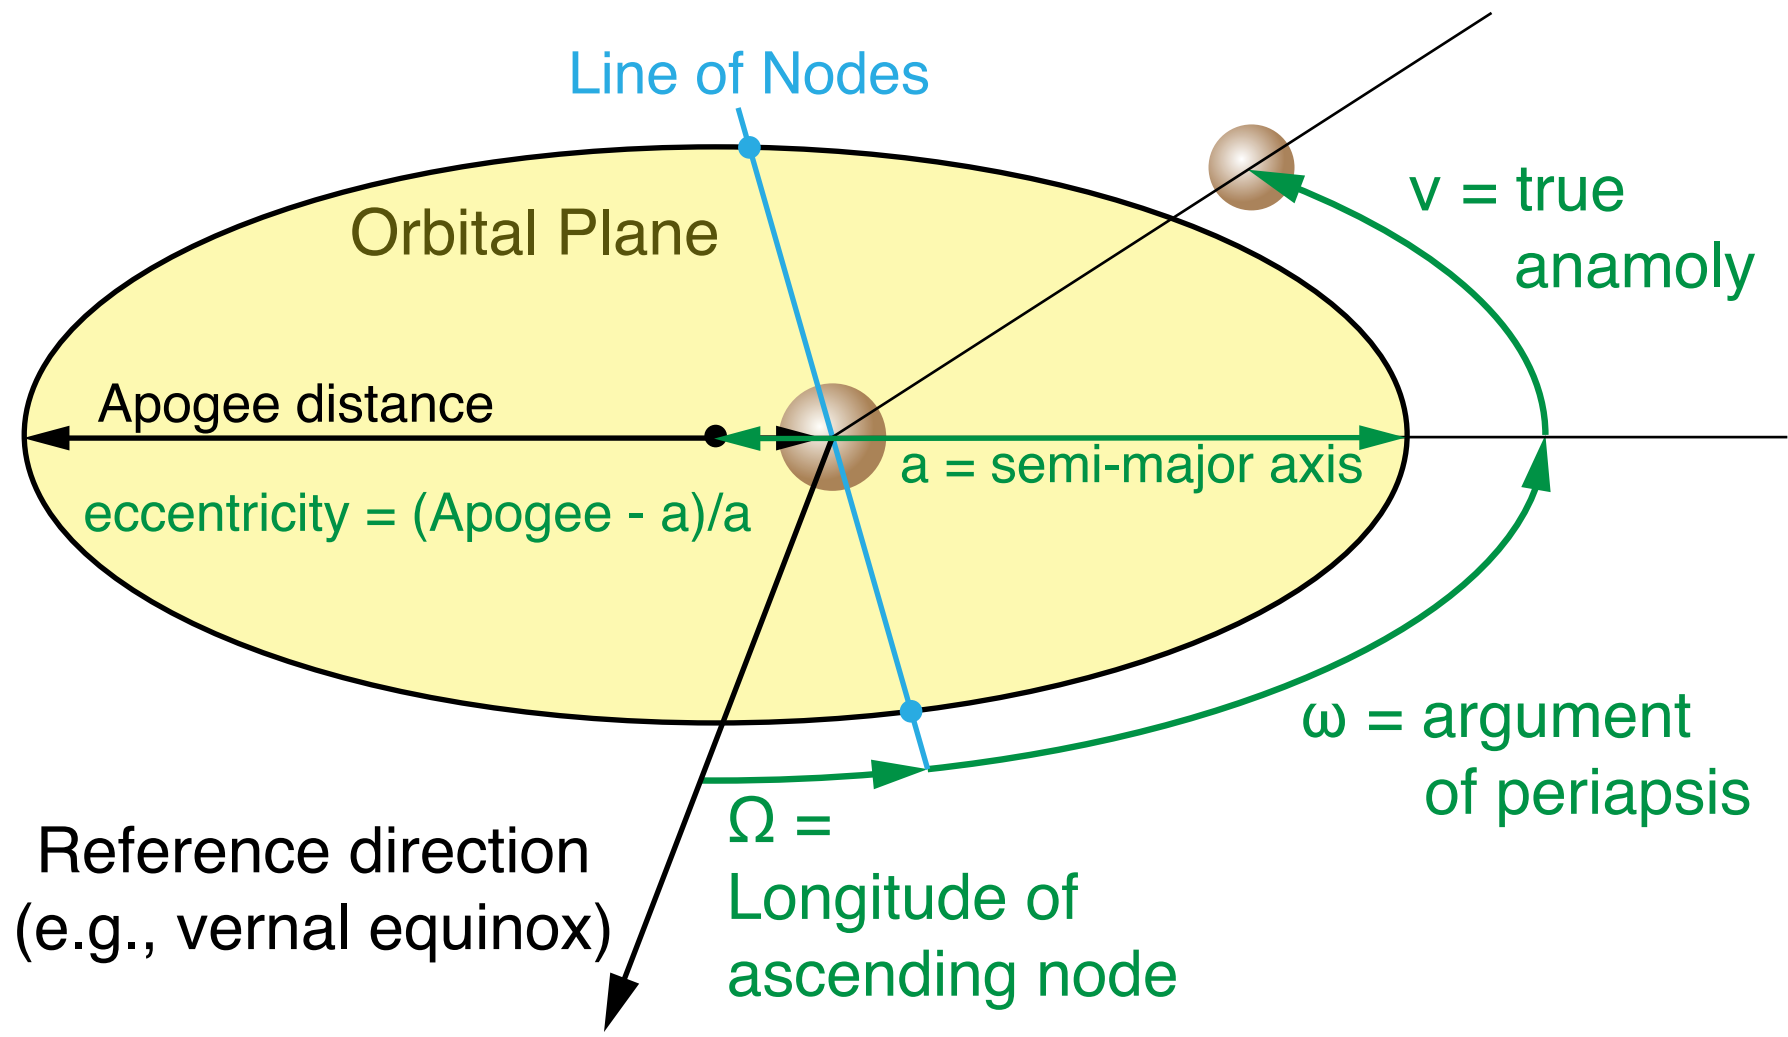 Line of Nodes
Orbital Plane
ν = true
anamoly
Apogee distance
a = semi-major axis
eccentricity = (Apogee - a)/a
ω = argument
of periapsis
Ω =
Longitude of
ascending node
Reference direction
(e.g., vernal equinox)